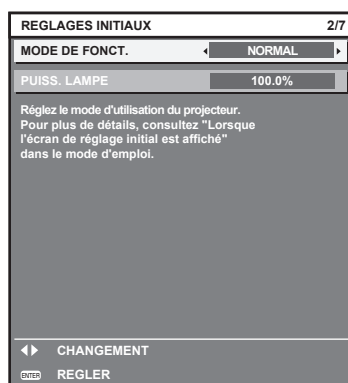 REGLAGES INITIAUX 2/7
MODE DE FONCT. NORMAL
PUISS. LAMPE 100.0%
Réglez le mode d'utilisation du projecteur.
Pour plus de détails, consultez "Lorsque
l'écran de réglage initial est affiché"
dans le mode d'emploi.
CHANGEMENT
ENTER REGLER